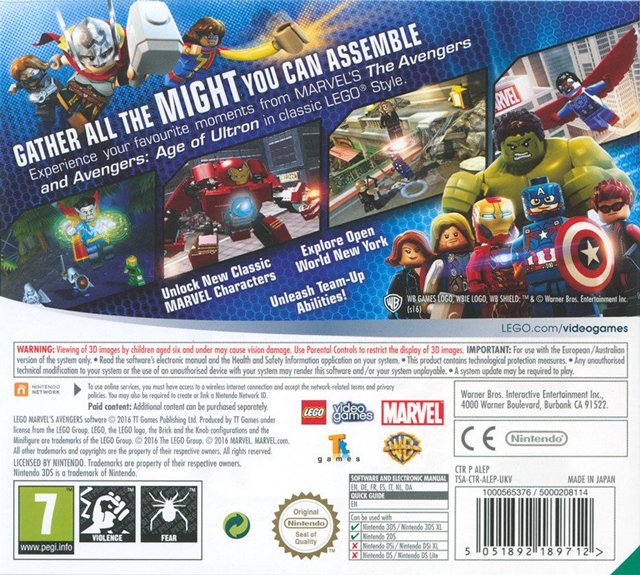 GATHER ALL THE MIGHT YOU CAN ASSEMBLE
Experience your favourite moments from MARVEL'S The Avengers
and Avengers: Age of Ultron in classic LEGO® Style.
MARVEL
Unlock New Classic
MARVEL Characters
Explore Open
World New York
Unleash Team-Up
Abilities!
WB GAMES LOGO, WBIE LOGO, WB SHIELD: ™ & © Warner Bros. Entertainment Inc.
(s16)
LEGO.com/videogames
WARNING: Viewing of 3D images by children aged six and under may cause vision damage. Use Parental Controls to restrict the display of 3D images. IMPORTANT: For use with the European/Australian
version of the system only. • Read the software's electronic manual and the Health and Safety Information application on your system. • This product contains technological protection measures. • Any unauthorised
technical modification to your system or the use of an unauthorised device with your system may render this software and/or your system unplayable. • A system update may be required to play.
NINTENDO
NETWORK
To use online services, you must have access to a wireless internet connection and accept the network-related terms and privacy
policies. You may also be required to create or link a Nintendo Network ID.
Paid content: Additional content can be purchased separately.
LEGO MARVEL'S AVENGERS software © 2016 TT Games Publishing Ltd. Produced by TT Games under
license from the LEGO Group. LEGO, the LEGO logo, the Brick and the Knob configurations and the
Minifigure are trademarks of the LEGO Group. © 2016 The LEGO Group. © 2016 MARVEL. MARVEL.com.
All other trademarks and copyrights are the property of their respective owners. All rights reserved.
LICENSED BY NINTENDO. Trademarks are property of their respective owners.
Nintendo 3DS is a trademark of Nintendo.
LEGO
video
games
MARVEL
Tt
games
WB
Warner Bros. Interactive Entertainment Inc.,
4000 Warner Boulevard, Burbank CA 91522.
CE
Nintendo®
CTR P ALEP
TSA-CTR-ALEP-UKV
MADE IN JAPAN
1000565376 / 5000208114
5 051892 189712 >
SOFTWARE AND ELECTRONIC MANUAL
EN, DE, FR, ES, IT, NL, DA
QUICK GUIDE
EN
Can be used with
Nintendo 3DS / Nintendo 3DS XL
Nintendo 2DS
Nintendo DSi / Nintendo DSi XL
Nintendo DS / Nintendo DS Lite
7
www.pegi.info
VIOLENCE
FEAR
Original
Nintendo
Seal of
Quality